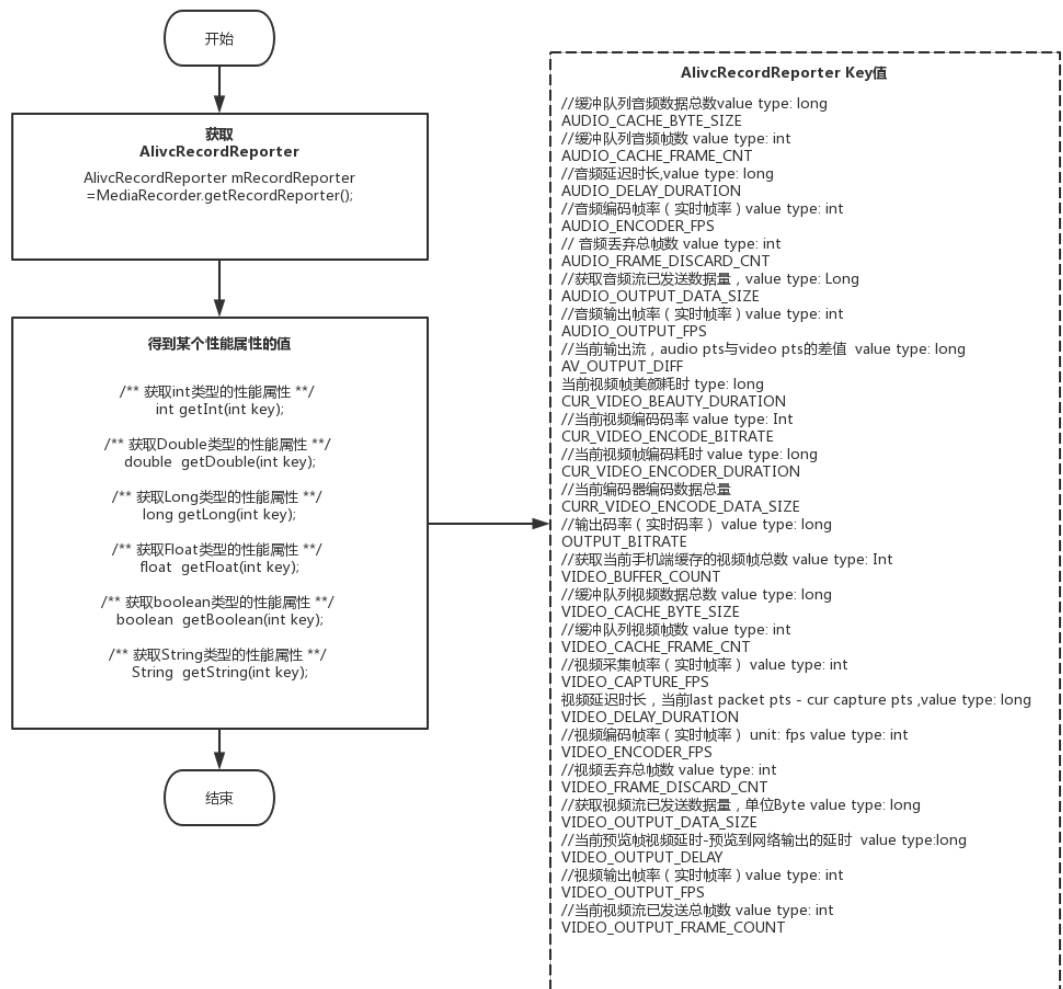 开始
获取
AlivcRecordReporter
AlivcRecordReporter mRecordReporter
=MediaRecorder.getRecordReporter();
得到某个性能属性的值
/** 获取int类型的性能属性 **/
int getInt(int key);
/** 获取Double类型的性能属性 **/
double  getDouble(int key);
/** 获取Long类型的性能属性 **/
long getLong(int key);
/** 获取Float类型的性能属性 **/
float  getFloat(int key);
/** 获取boolean类型的性能属性 **/
boolean  getBoolean(int key);
/** 获取String类型的性能属性 **/
String  getString(int key);
结束
AlivcRecordReporter Key值
//缓冲队列音频数据总数value type: long
AUDIO_CACHE_BYTE_SIZE
//缓冲队列音频帧数 value type: int
AUDIO_CACHE_FRAME_CNT
//音频延迟时长,value type: long
AUDIO_DELAY_DURATION
//音频编码帧率（实时帧率）value type: int
AUDIO_ENCODER_FPS
// 音频丢弃总帧数 value type: int
AUDIO_FRAME_DISCARD_CNT
//获取音频流已发送数据量，value type: Long
AUDIO_OUTPUT_DATA_SIZE
//音频输出帧率（实时帧率）value type: int
AUDIO_OUTPUT_FPS
//当前输出流，audio pts与video pts的差值  value type: long
AV_OUTPUT_DIFF
当前视频帧美颜耗时 type: long
CUR_VIDEO_BEAUTY_DURATION
//当前视频编码码率 value type: Int
CUR_VIDEO_ENCODE_BITRATE
//当前视频帧编码耗时 value type: long
CUR_VIDEO_ENCODER_DURATION
//当前编码器编码数据总量
CURR_VIDEO_ENCODE_DATA_SIZE
//输出码率（实时码率） value type: long
OUTPUT_BITRATE
//获取当前手机端缓存的视频帧总数 value type: Int
VIDEO_BUFFER_COUNT
//缓冲队列视频数据总数 value type: long
VIDEO_CACHE_BYTE_SIZE
//缓冲队列视频帧数 value type: int
VIDEO_CACHE_FRAME_CNT
//视频采集帧率（实时帧率） value type: int
VIDEO_CAPTURE_FPS
视频延迟时长，当前last packet pts - cur capture pts ,value type: long
VIDEO_DELAY_DURATION
//视频编码帧率（实时帧率） unit: fps value type: int
VIDEO_ENCODER_FPS
//视频丢弃总帧数 value type: int
VIDEO_FRAME_DISCARD_CNT
//获取视频流已发送数据量，单位Byte value type: long
VIDEO_OUTPUT_DATA_SIZE
//当前预览帧视频延时-预览到网络输出的延时  value type:long
VIDEO_OUTPUT_DELAY
//视频输出帧率（实时帧率）value type: int
VIDEO_OUTPUT_FPS
//当前视频流已发送总帧数 value type: int
VIDEO_OUTPUT_FRAME_COUNT